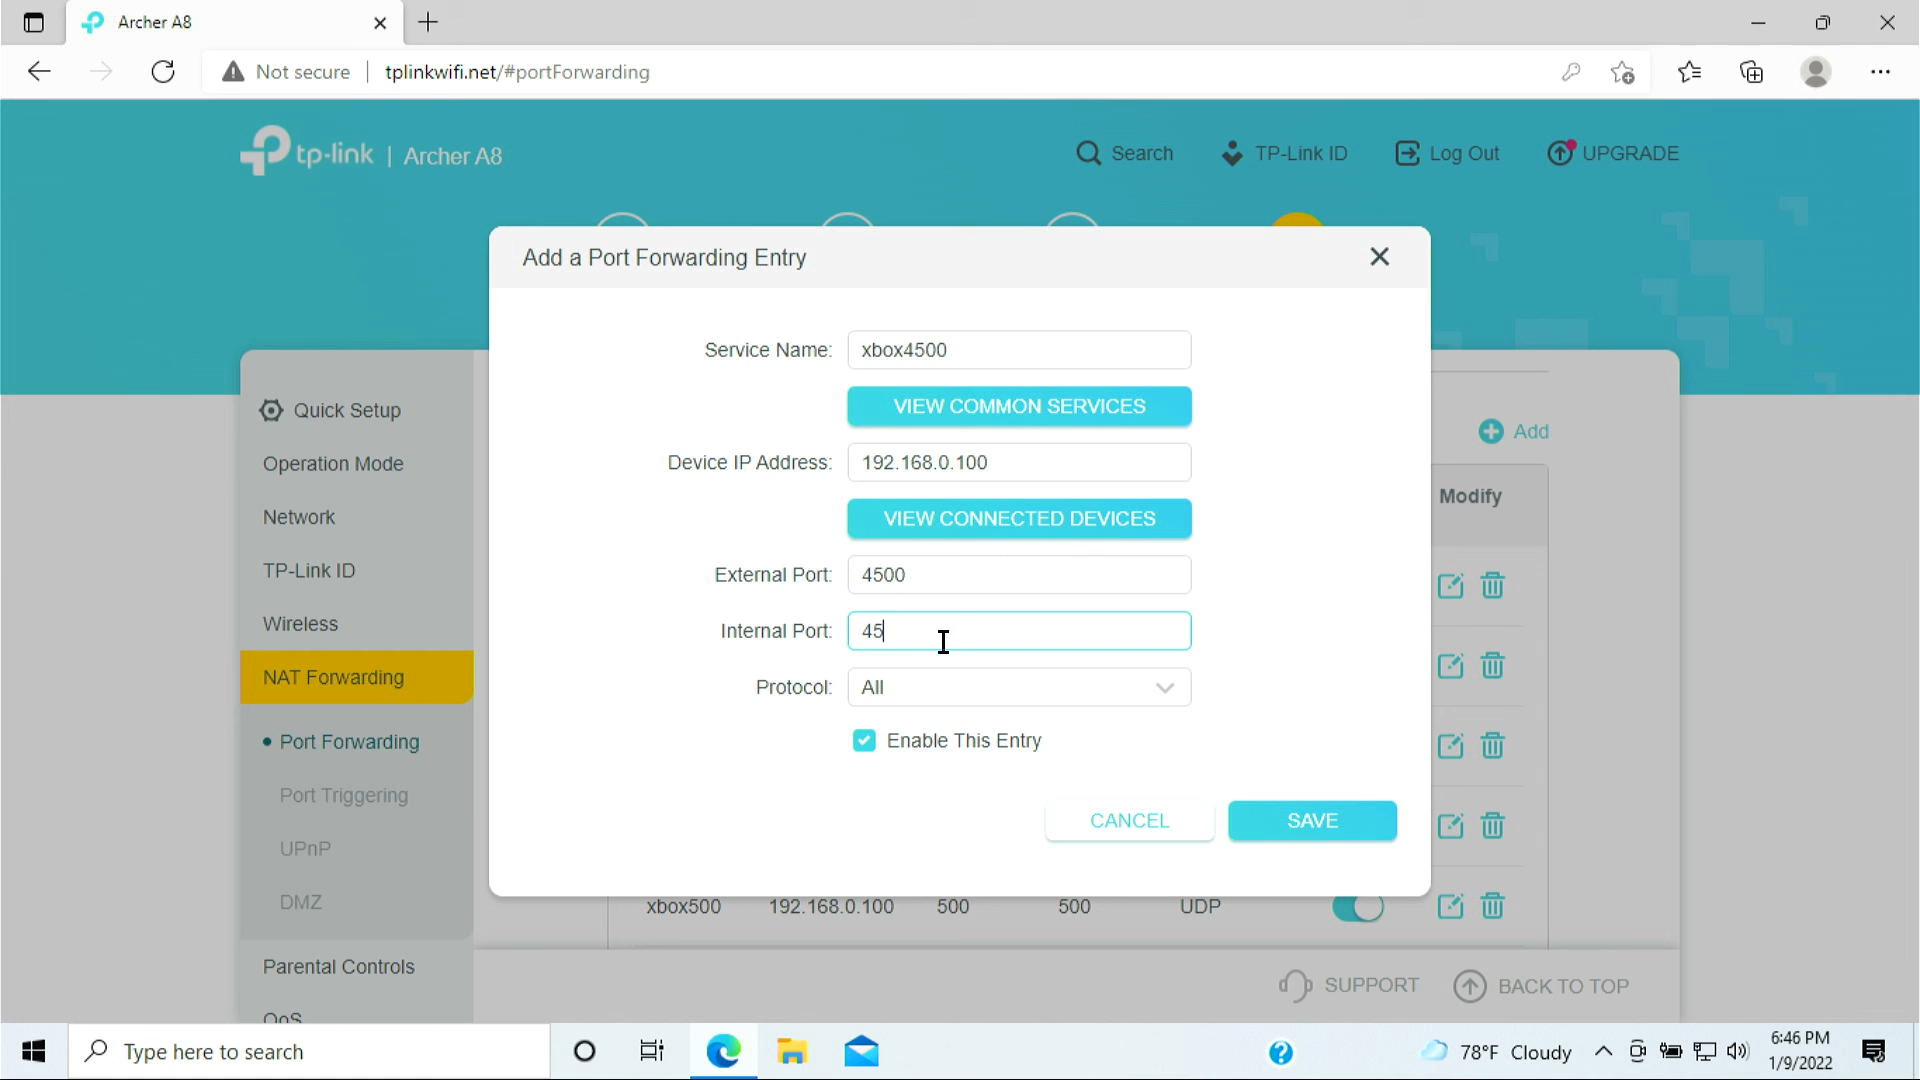 Archer A8
Not secure
tplinkwifi.net/#portForwarding
tp-link | Archer A8
Search
TP-Link ID
Log Out
UPGRADE
Add a Port Forwarding Entry
Service Name: xbox4500
VIEW COMMON SERVICES
Device IP Address: 192.168.0.100
VIEW CONNECTED DEVICES
External Port: 4500
Internal Port: 45
Protocol: All
Enable This Entry
CANCEL
SAVE
Quick Setup
Operation Mode
Network
TP-Link ID
Wireless
NAT Forwarding
Port Forwarding
Port Triggering
UPnP
DMZ
Parental Controls
QoS
Add
Modify
xbox500 192.168.0.100 500 500 UDP
SUPPORT
BACK TO TOP
Type here to search
78°F Cloudy
6:46 PM
1/9/2022